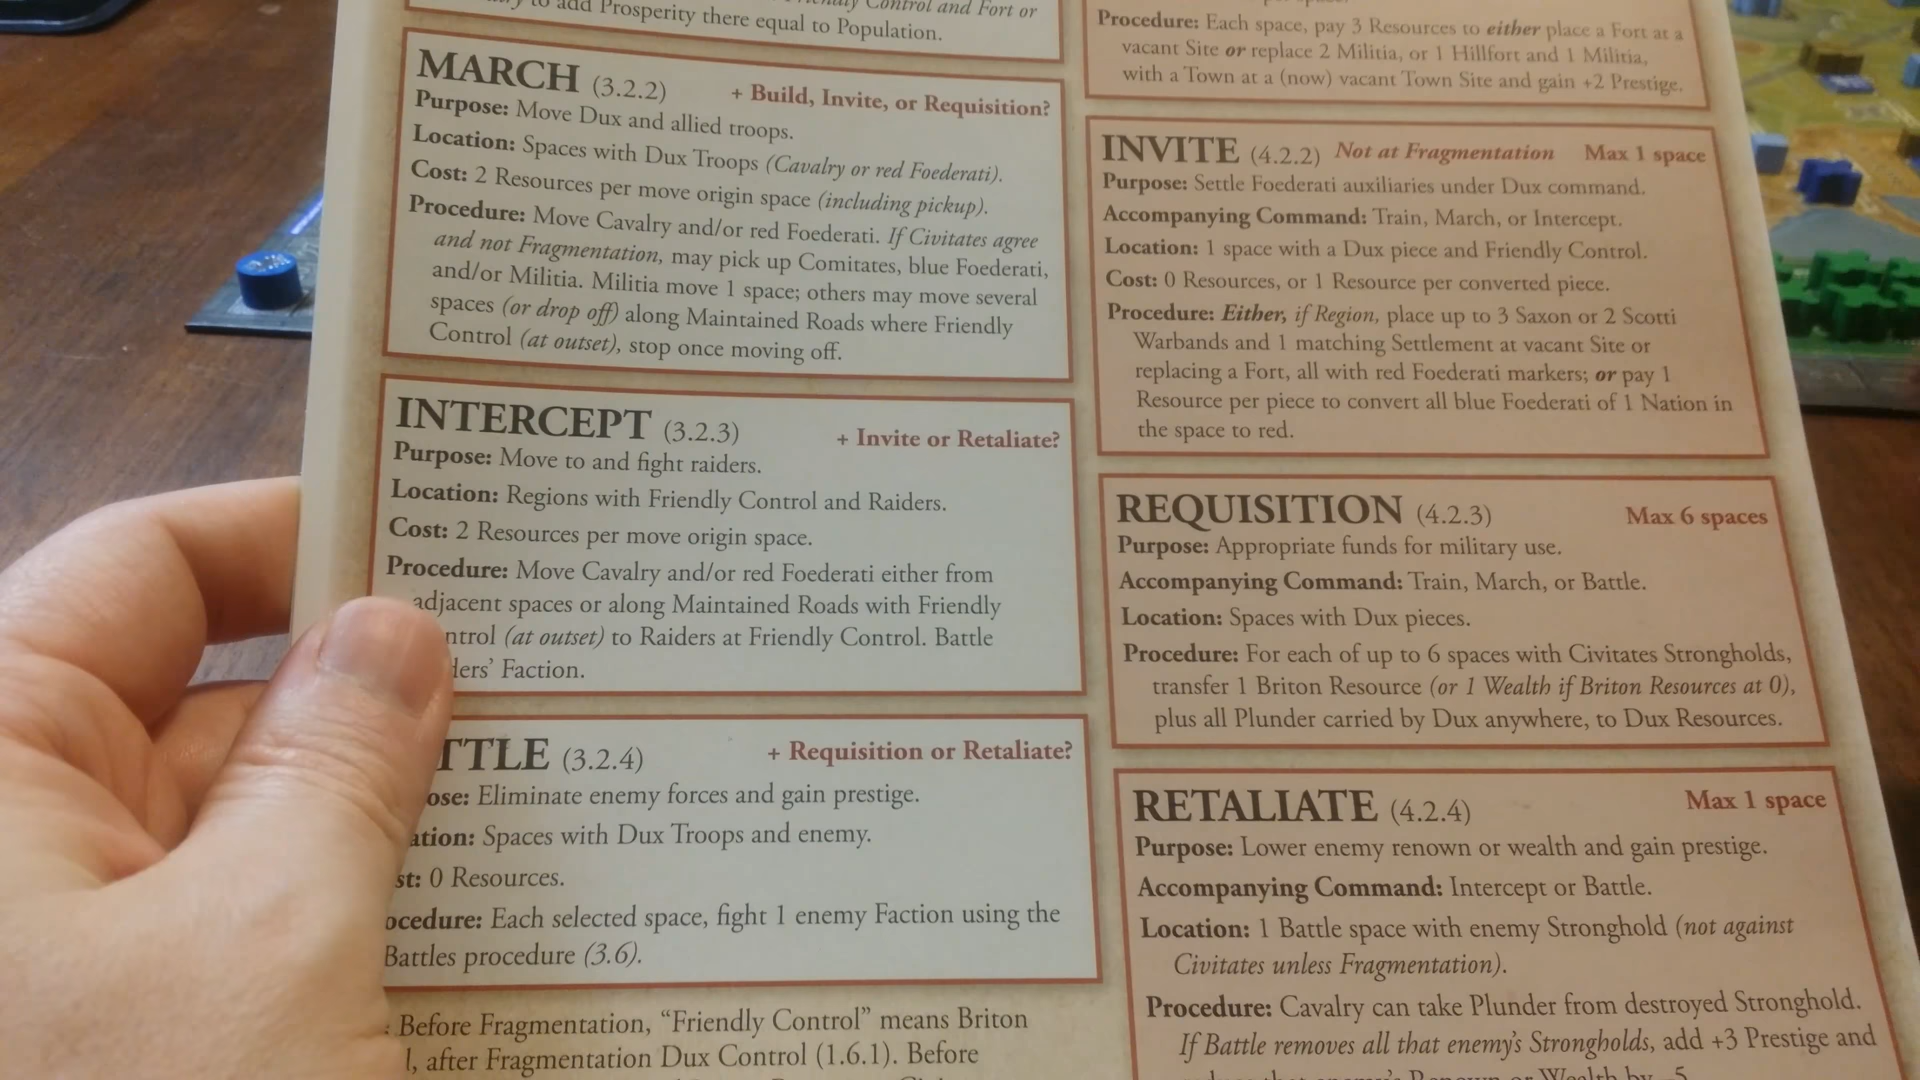 to add Prosperity there equal to Population.
Control and Fort or
MARCH (3.2.2) + Build, Invite, or Requisition?
Purpose: Move Dux and allied troops.
Location: Spaces with Dux Troops (Cavalry or red Foederati).
Cost: 2 Resources per move origin space (including pickup).
Procedure: Move Cavalry and/or red Foederati. If Civitates agree
and not Fragmentation, may pick up Comitates, blue Foederati,
and/or Militia. Militia move 1 space; others may move several
spaces (or drop off) along Maintained Roads where Friendly
Control (at outset), stop once moving off.
INTERCEPT (3.2.3) + Invite or Retaliate?
Purpose: Move to and fight raiders.
Location: Regions with Friendly Control and Raiders.
Cost: 2 Resources per move origin space.
Procedure: Move Cavalry and/or red Foederati either from
adjacent spaces or along Maintained Roads with Friendly
ntrol (at outset) to Raiders at Friendly Control. Battle
ders' Faction.
TTLE (3.2.4) + Requisition or Retaliate?
ose: Eliminate enemy forces and gain prestige.
ation: Spaces with Dux Troops and enemy.
st: 0 Resources.
ocedure: Each selected space, fight 1 enemy Faction using the
Battles procedure (3.6).
: Before Fragmentation, “Friendly Control” means Briton
l, after Fragmentation Dux Control (1.6.1). Before
Procedure: Each space, pay 3 Resources to either place a Fort at a
vacant Site or replace 2 Militia, or 1 Hillfort and 1 Militia,
with a Town at a (now) vacant Town Site and gain +2 Prestige.
INVITE (4.2.2) Not at Fragmentation Max 1 space
Purpose: Settle Foederati auxiliaries under Dux command.
Accompanying Command: Train, March, or Intercept.
Location: 1 space with a Dux piece and Friendly Control.
Cost: 0 Resources, or 1 Resource per converted piece.
Procedure: Either, if Region, place up to 3 Saxon or 2 Scotti
Warbands and 1 matching Settlement at vacant Site or
replacing a Fort, all with red Foederati markers; or pay 1
Resource per piece to convert all blue Foederati of 1 Nation in
the space to red.
REQUISITION (4.2.3) Max 6 spaces
Purpose: Appropriate funds for military use.
Accompanying Command: Train, March, or Battle.
Location: Spaces with Dux pieces.
Procedure: For each of up to 6 spaces with Civitates Strongholds,
transfer 1 Briton Resource (or 1 Wealth if Briton Resources at 0),
plus all Plunder carried by Dux anywhere, to Dux Resources.
RETALIATE (4.2.4) Max 1 space
Purpose: Lower enemy renown or wealth and gain prestige.
Accompanying Command: Intercept or Battle.
Location: 1 Battle space with enemy Stronghold (not against
Civitates unless Fragmentation).
Procedure: Cavalry can take Plunder from destroyed Stronghold.
If Battle removes all that enemy's Strongholds, add +3 Prestige and